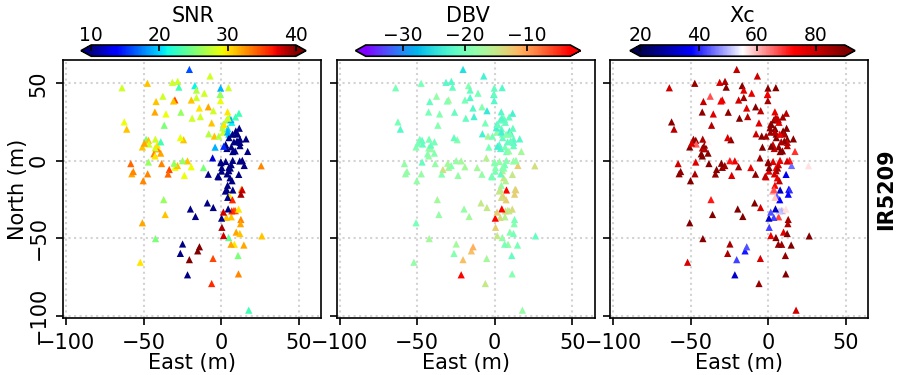 SNR DBV Xc
10 20 30 40 −30 −20 −10 20 40 60 80
50
0
−50
−100
North (m)
−100 −50 0 50 −100 −50 0 50 −100 −50 0 50
East (m) East (m) East (m)
IR5209